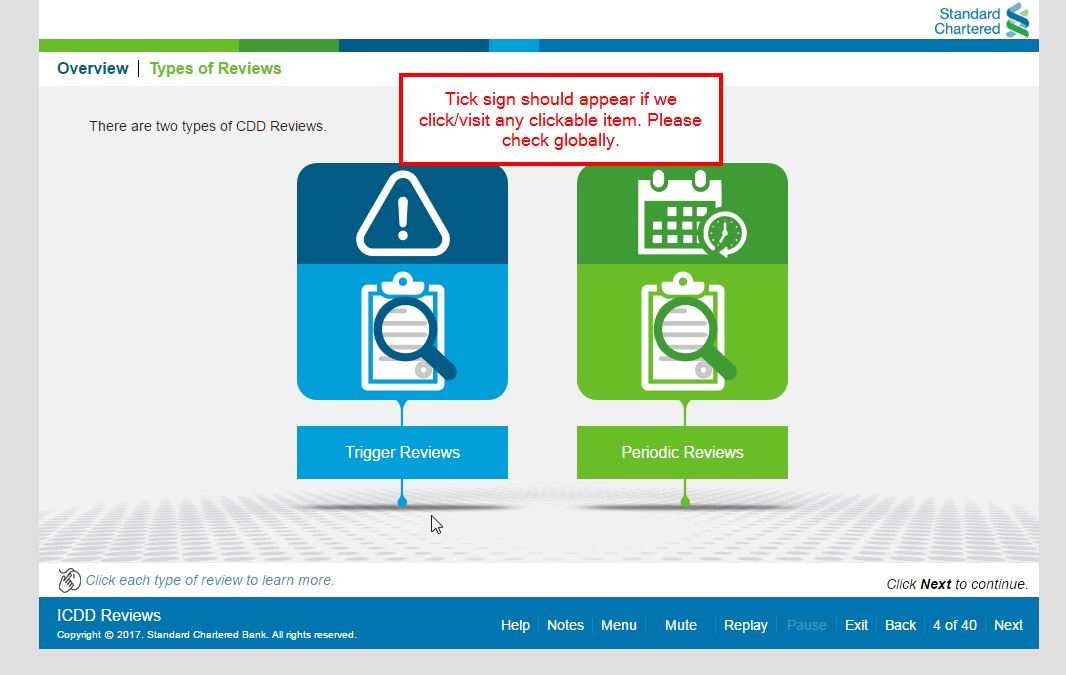 Standard
Chartered
Overview | Types of Reviews
Tick sign should appear if we
click/visit any clickable item. Please
check globally.
There are two types of CDD Reviews.
Trigger Reviews
Periodic Reviews
Click each type of review to learn more.
Click Next to continue.
ICDD Reviews
Copyright © 2017. Standard Chartered Bank. All rights reserved.
Help Notes Menu Mute Replay Pause Exit Back 4 of 40 Next